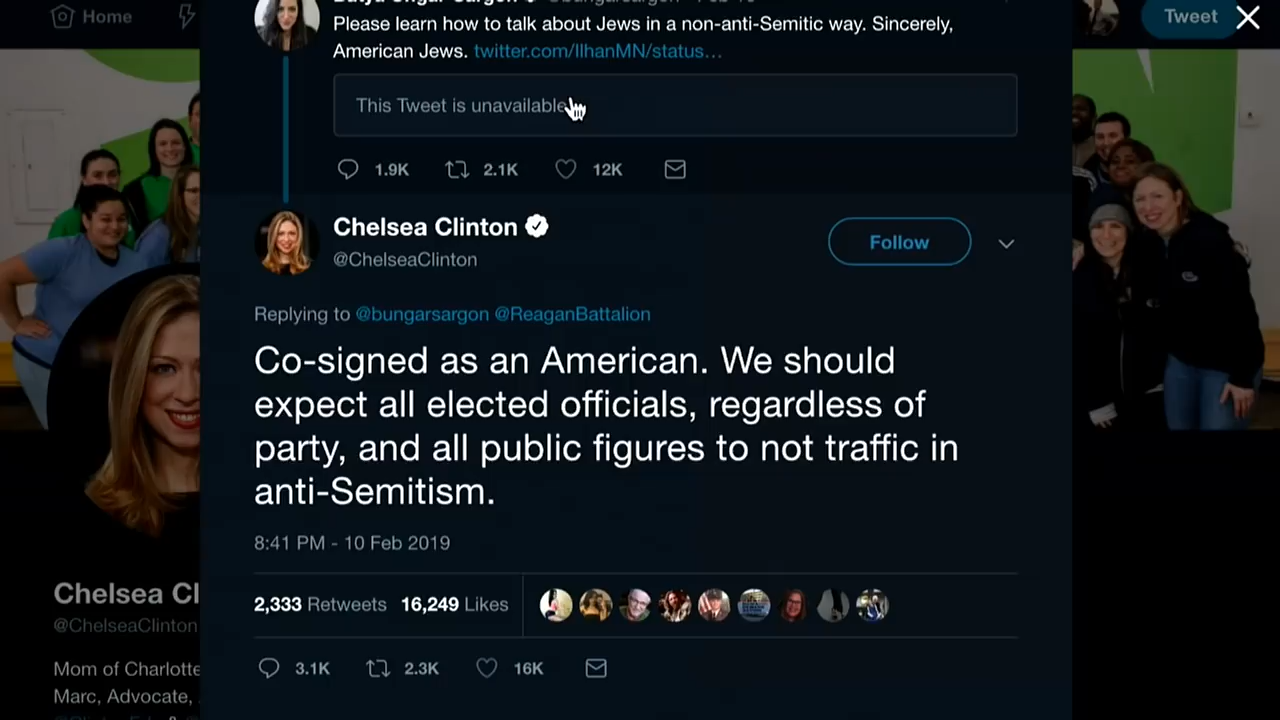 Home
Tweet
Please learn how to talk about Jews in a non-anti-Semitic way. Sincerely,
American Jews. twitter.com/IlhanMN/status…
This Tweet is unavailable
1.9K 2.1K 12K
Chelsea Clinton
@ChelseaClinton
Follow
Replying to @bungarsargon @ReaganBattalion
Co-signed as an American. We should
expect all elected officials, regardless of
party, and all public figures to not traffic in
anti-Semitism.
8:41 PM - 10 Feb 2019
2,333 Retweets 16,249 Likes
3.1K 2.3K 16K
Chelsea Cl
@ChelseaClinton
Mom of Charlotte
Marc, Advocate,